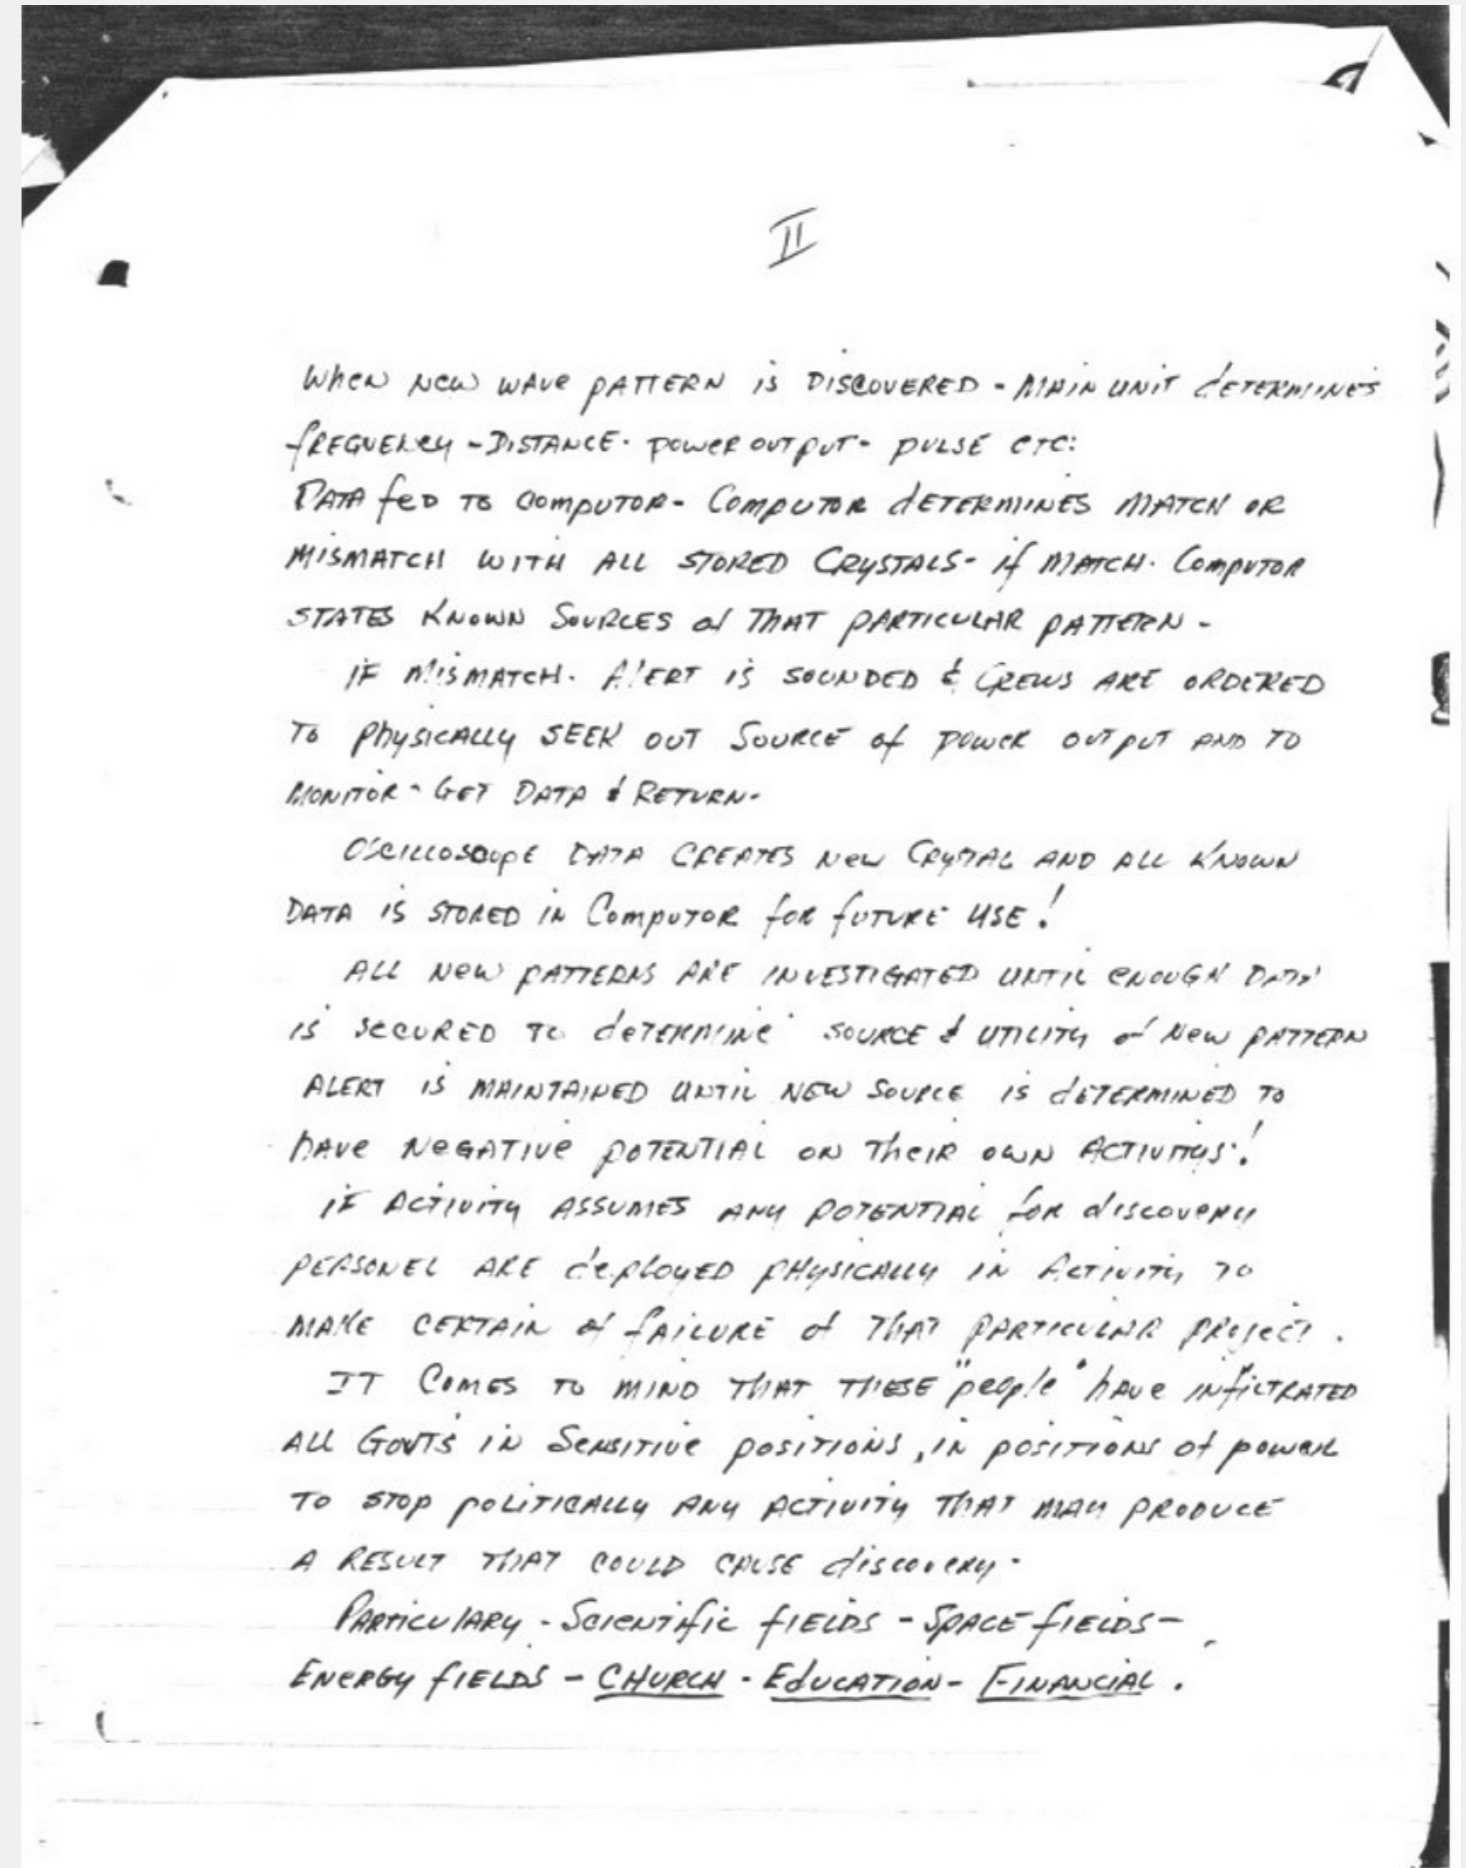 II
When new wave pattern is discovered - main unit determines
frequency - Distance - power output - pulse etc:
Data fed to computor - Computor determines match or
mismatch with all stored Crystals - if match - Computor
states known sources of that particular pattern -
If mismatch - Alert is sounded & Crews are ordered
to physically seek out source of power output and to
monitor - Get Data & Return -
Oscilloscope data creates new Crystal and all known
data is stored in Computor for future use!
All new patterns are investigated until enough data
is secured to determine source & utility of New pattern
Alert is maintained until new source is determined to
have negative potential on their own activitys!
If activity assumes any potential for discovery
personel are deployed physically in activity to
make certain of failure of that particular project.
It comes to mind that these "people" have infiltrated
all Govt's in Sensitive positions, in positions of power
to stop politically any activity that may produce
a result that could cause discovery -
Particulary - Scientific fields - Space fields -
Energy fields - Church - Education - Financial.